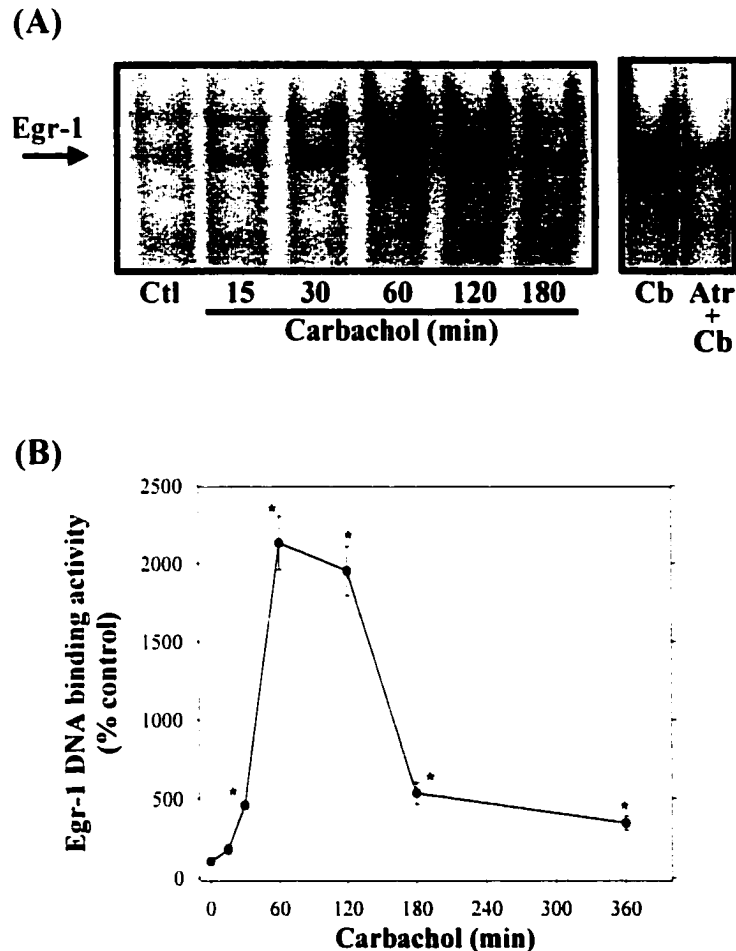 (A)
Egr-1
Ctl 15 30 60 120 180 Cb Atr
+
Carbachol (min) Cb
(B)
2500
2000
1500
1000
500
0
Egr-1 DNA binding activity
(% control)
0 60 120 180 240 300 360
Carbachol (min)